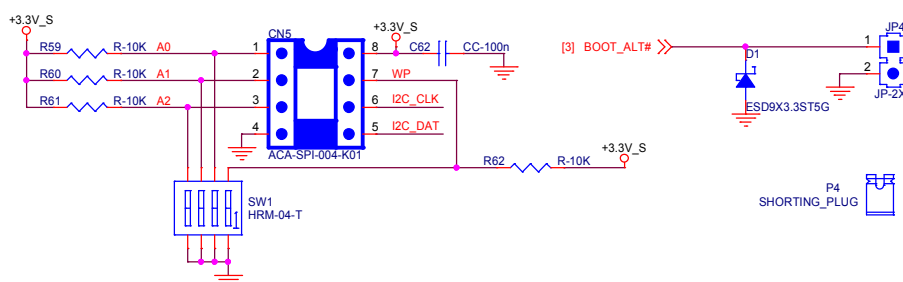 +3.3V_S
R59 R-10K A0
R60 R-10K A1
R61 R-10K A2
CN5
1 8
2 7
3 6
4 5
ACA-SPI-004-K01
+3.3V_S
C62 CC-100n
WP
I2C_CLK
I2C_DAT
R62 R-10K
+3.3V_S
SW1
HRM-04-T
1
[3] BOOT_ALT#
D1
ESD9X3.3ST5G
JP4
1
2
JP-2X
P4
SHORTING_PLUG